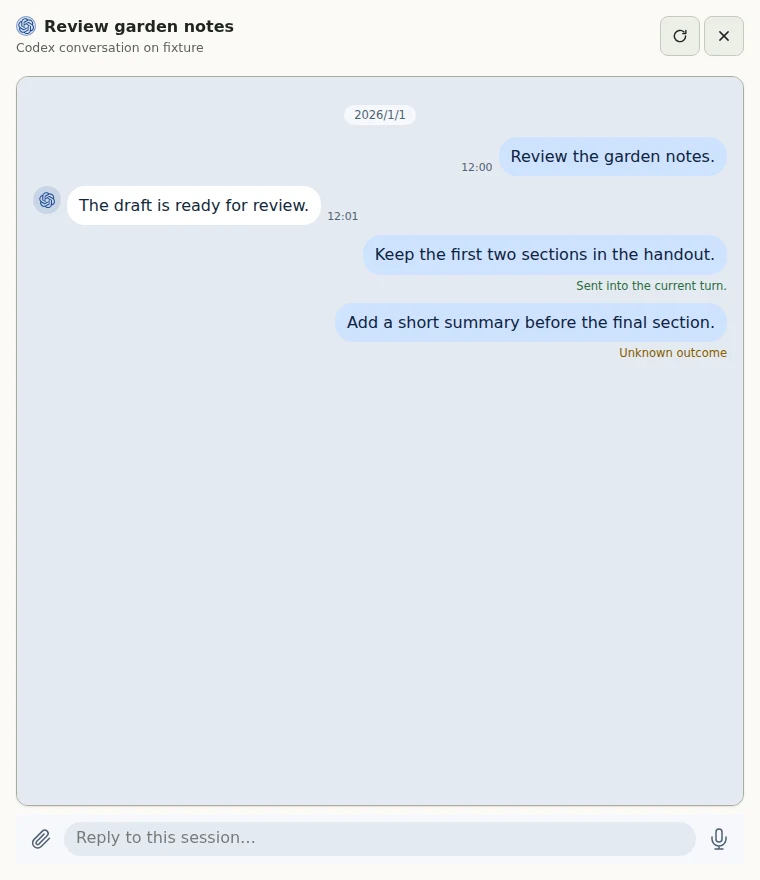 Review garden notes
Codex conversation on fixture
2026/1/1
12:00 Review the garden notes.
The draft is ready for review. 12:01
Keep the first two sections in the handout.
Sent into the current turn.
Add a short summary before the final section.
Unknown outcome
Reply to this session...